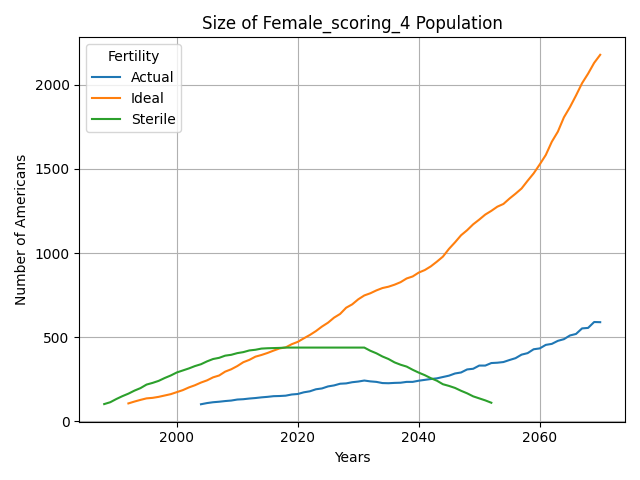 Size of Female_scoring_4 Population
Fertility
Actual
Ideal
Sterile
Number of Americans
2000
1500
1000
500
0
2000
2020
2040
2060
Years